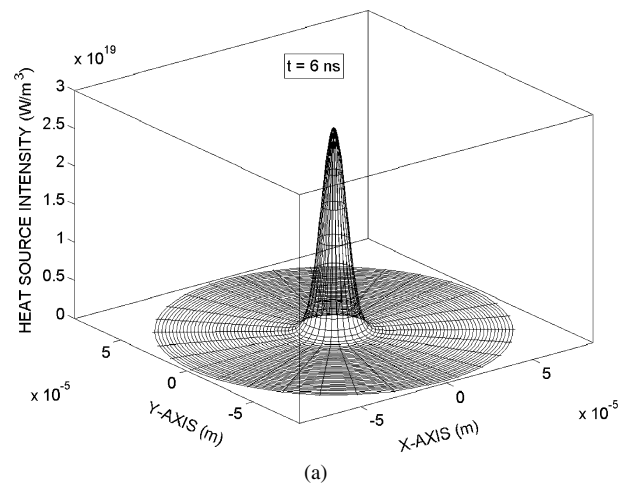 x 10^19
t = 6 ns
HEAT SOURCE INTENSITY (W/m^3)
3
2.5
2
1.5
1
0.5
0
5
0
-5
x 10^-5
Y-AXIS (m)
-5
0
5
x 10^-5
X-AXIS (m)
(a)